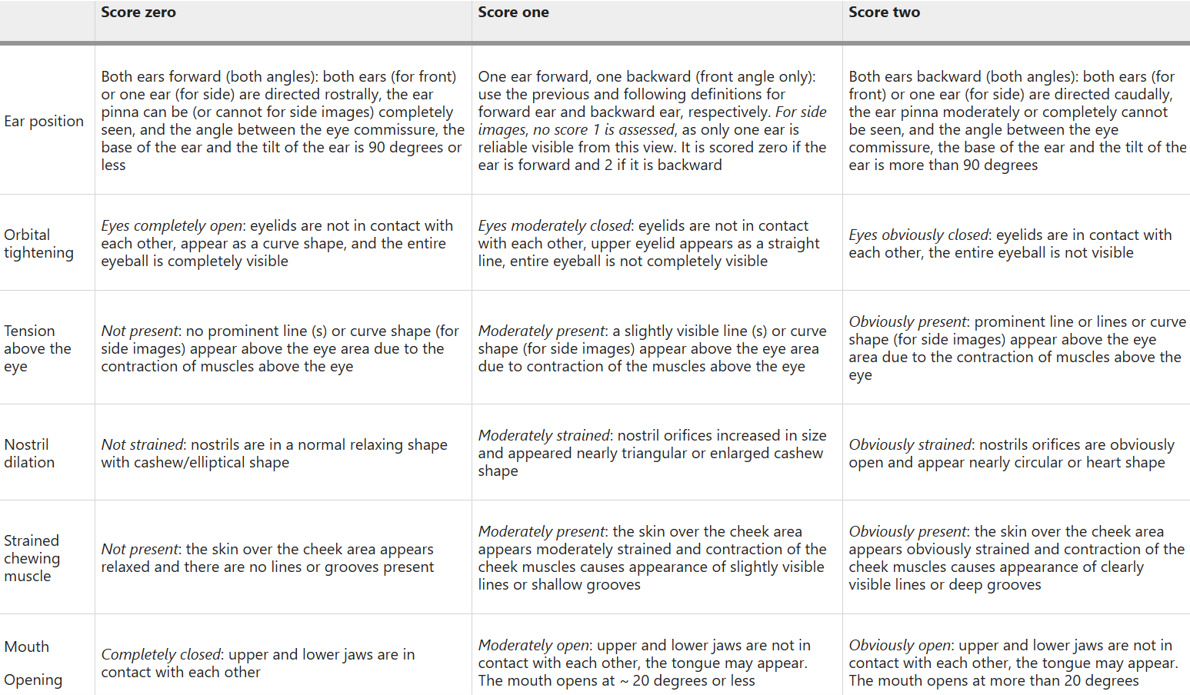 Score zero
Score one
Score two
Ear position
Both ears forward (both angles): both ears (for front)
or one ear (for side) are directed rostrally, the ear
pinna can be (or cannot for side images) completely
seen, and the angle between the eye commissure, the
base of the ear and the tilt of the ear is 90 degrees or
less
One ear forward, one backward (front angle only):
use the previous and following definitions for
forward ear and backward ear, respectively. For side
images, no score 1 is assessed, as only one ear is
reliable visible from this view. It is scored zero if the
ear is forward and 2 if it is backward
Both ears backward (both angles): both ears (for
front) or one ear (for side) are directed caudally,
the ear pinna moderately or completely cannot
be seen, and the angle between the eye
commissure, the base of the ear and the tilt of the
ear is more than 90 degrees
Orbital
tightening
Eyes completely open: eyelids are not in contact with
each other, appear as a curve shape, and the entire
eyeball is completely visible
Eyes moderately closed: eyelids are not in contact
with each other, upper eyelid appears as a straight
line, entire eyeball is not completely visible
Eyes obviously closed: eyelids are in contact with
each other, the entire eyeball is not visible
Tension
above the
eye
Not present: no prominent line (s) or curve shape (for
side images) appear above the eye area due to the
contraction of muscles above the eye
Moderately present: a slightly visible line (s) or curve
shape (for side images) appear above the eye area
due to contraction of the muscles above the eye
Obviously present: prominent line or lines or curve
shape (for side images) appear above the eye
area due to the contraction of muscles above the
eye
Nostril
dilation
Not strained: nostrils are in a normal relaxing shape
with cashew/elliptical shape
Moderately strained: nostril orifices increased in size
and appeared nearly triangular or enlarged cashew
shape
Obviously strained: nostrils orifices are obviously
open and appear nearly circular or heart shape
Strained
chewing
muscle
Not present: the skin over the cheek area appears
relaxed and there are no lines or grooves present
Moderately present: the skin over the cheek area
appears moderately strained and contraction of the
cheek muscles causes appearance of slightly visible
lines or shallow grooves
Obviously present: the skin over the cheek area
appears obviously strained and contraction of the
cheek muscles causes appearance of clearly
visible lines or deep grooves
Mouth
Opening
Completely closed: upper and lower jaws are in
contact with each other
Moderately open: upper and lower jaws are not in
contact with each other, the tongue may appear.
The mouth opens at ~ 20 degrees or less
Obviously open: upper and lower jaws are not in
contact with each other, the tongue may appear.
The mouth opens at more than 20 degrees